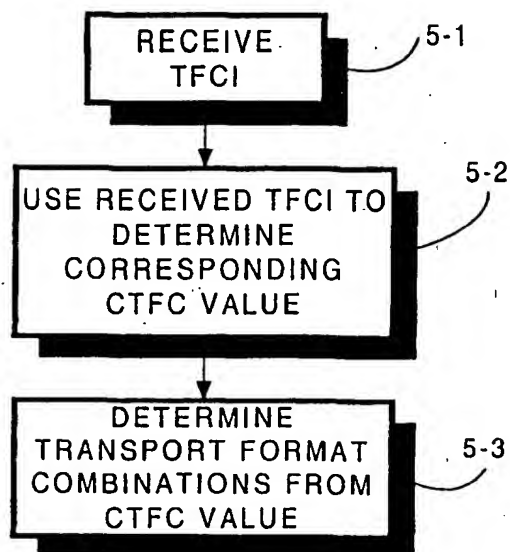 RECEIVE
TFCI
5-1
USE RECEIVED TFCI TO
DETERMINE
CORRESPONDING
CTFC VALUE
5-2
DETERMINE
TRANSPORT FORMAT
COMBINATIONS FROM
CTFC VALUE
5-3